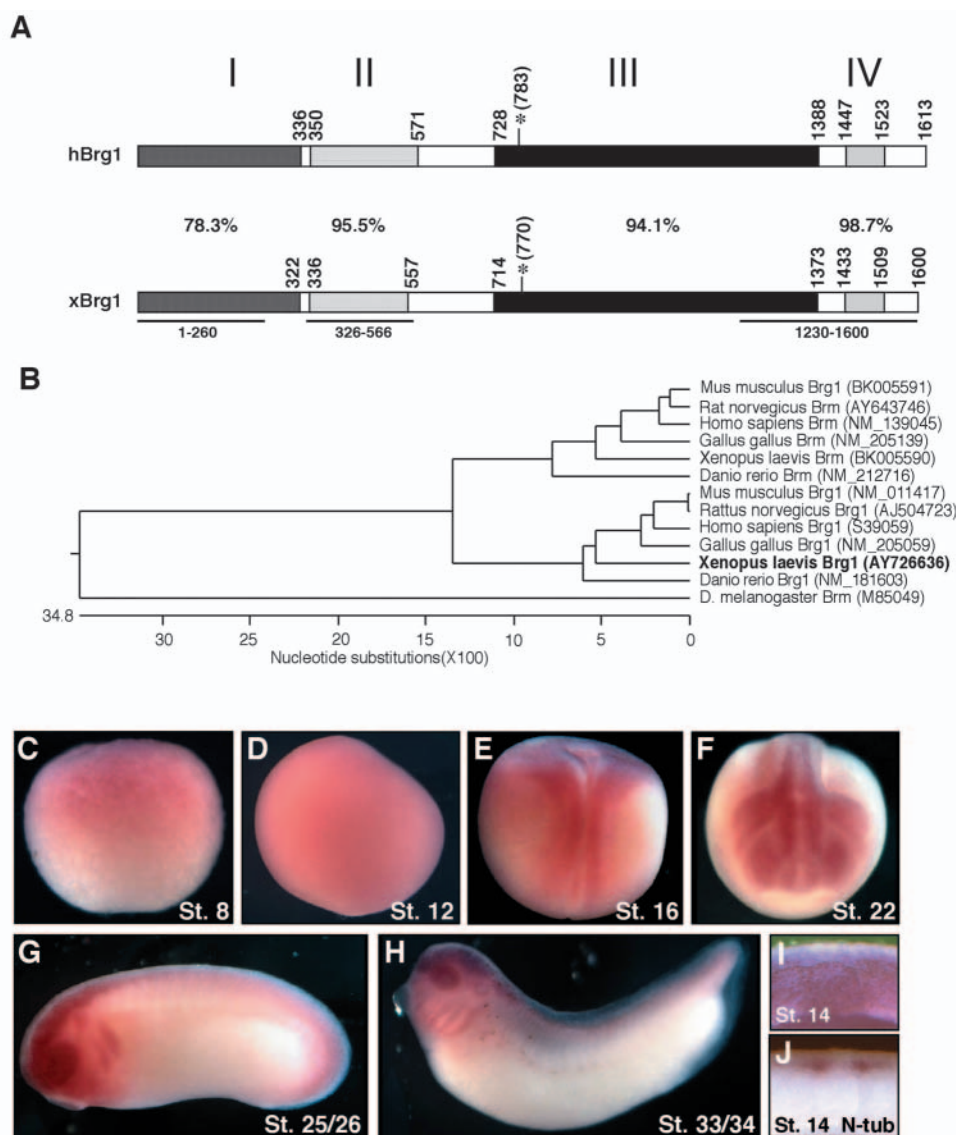 A
I II III IV
336 350 571 728 *(783) 1388 1447 1523 1613
hBrg1
78.3% 95.5% 94.1% 98.7%
322 336 557 714 *(770) 1373 1433 1509 1600
xBrg1
1-260 326-566 1230-1600
B
Mus musculus Brg1 (BK005591)
Rat norvegicus Brm (AY643746)
Homo sapiens Brm (NM_139045)
Gallus gallus Brm (NM_205139)
Xenopus laevis Brm (BK005590)
Danio rerio Brm (NM_212716)
Mus musculus Brg1 (NM_011417)
Rattus norvegicus Brg1 (AJ504723)
Homo sapiens Brg1 (S39059)
Gallus gallus Brg1 (NM_205059)
Xenopus laevis Brg1 (AY726636)
Danio rerio Brg1 (NM_181603)
D. melanogaster Brm (M85049)
34.8
30 25 20 15 10 5 0
Nucleotide substitutions(X100)
C D E F
St. 8 St. 12 St. 16 St. 22
G H I
St. 14
J
St. 25/26 St. 33/34 St. 14 N-tub